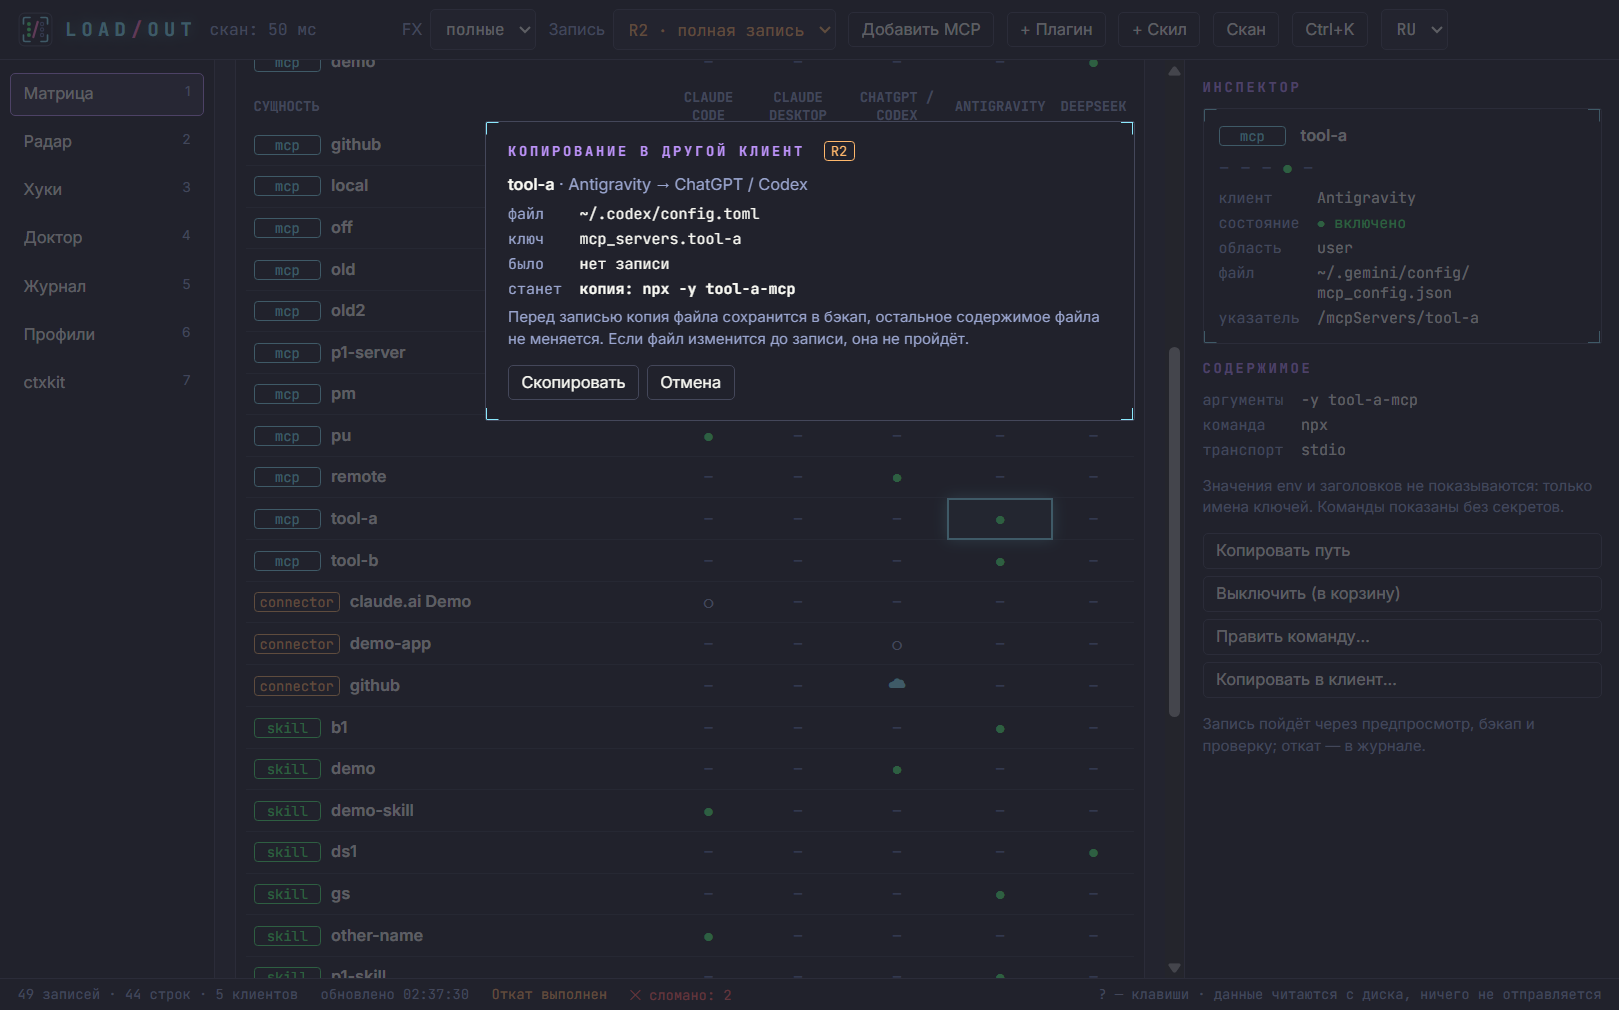 LOAD/OUT скан: 50 мс FX полные Запись R2 · полная запись Добавить MCP + Плагин + Скил Скан Ctrl+K RU
Матрица 1
Радар 2
Хуки 3
Доктор 4
Журнал 5
Профили 6
ctxkit 7
mcp demo —
СУЩНОСТЬ CLAUDE CODE CLAUDE DESKTOP CHATGPT / CODEX ANTIGRAVITY DEEPSEEK
mcp github
mcp local
mcp off
mcp old
mcp old2
mcp p1-server
mcp pm
mcp pu — — — —
mcp remote — — — —
mcp tool-a — — — —
mcp tool-b — — — —
connector claude.ai Demo — — — —
connector demo-app — — — —
connector github — — — —
skill b1 — — — —
skill demo — — — —
skill demo-skill — — — —
skill ds1 — — — —
skill gs — — — —
skill other-name — — — —
skill p1-skill — — — —
КОПИРОВАНИЕ В ДРУГОЙ КЛИЕНТ R2
tool-a · Antigravity → ChatGPT / Codex
файл ~/.codex/config.toml
ключ mcp_servers.tool-a
было нет записи
станет копия: npx -y tool-a-mcp
Перед записью копия файла сохранится в бэкап, остальное содержимое файла
не меняется. Если файл изменится до записи, она не пройдёт.
Скопировать Отмена
ИНСПЕКТОР
mcp tool-a
— — — ● —
клиент Antigravity
состояние ● включено
область user
файл ~/.gemini/config/
mcp_config.json
указатель /mcpServers/tool-a
СОДЕРЖИМОЕ
аргументы -y tool-a-mcp
команда npx
транспорт stdio
Значения env и заголовков не показываются: только
имена ключей. Команды показаны без секретов.
Копировать путь
Выключить (в корзину)
Править команду...
Копировать в клиент...
Запись пойдёт через предпросмотр, бэкап и
проверку; откат — в журнале.
49 записей · 44 строк · 5 клиентов обновлено 02:37:30 Откат выполнен ✕ сломано: 2 ? — клавиши · данные читаются с диска, ничего не отправляется